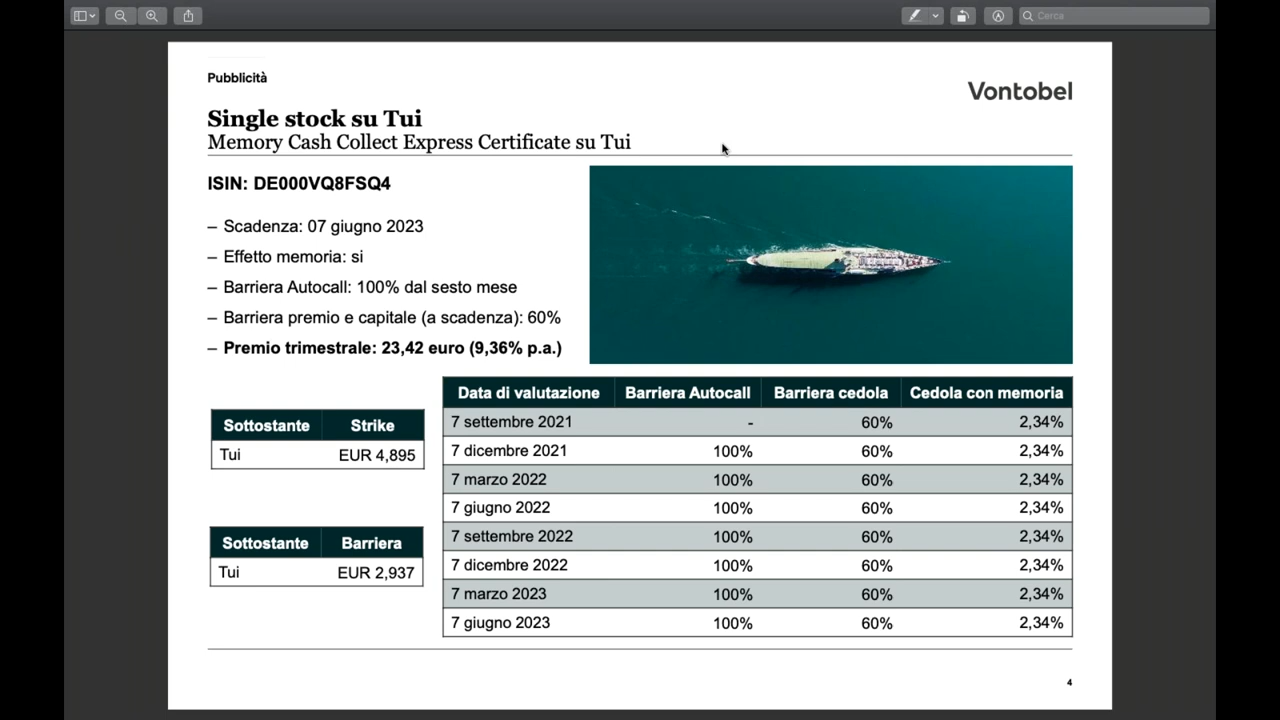 Cerca
Pubblicità
Vontobel
Single stock su Tui
Memory Cash Collect Express Certificate su Tui
ISIN: DE000VQ8FSQ4
– Scadenza: 07 giugno 2023
– Effetto memoria: si
– Barriera Autocall: 100% dal sesto mese
– Barriera premio e capitale (a scadenza): 60%
– Premio trimestrale: 23,42 euro (9,36% p.a.)
Sottostante Strike
Tui EUR 4,895
Sottostante Barriera
Tui EUR 2,937
Data di valutazione Barriera Autocall Barriera cedola Cedola con memoria
7 settembre 2021 - 60% 2,34%
7 dicembre 2021 100% 60% 2,34%
7 marzo 2022 100% 60% 2,34%
7 giugno 2022 100% 60% 2,34%
7 settembre 2022 100% 60% 2,34%
7 dicembre 2022 100% 60% 2,34%
7 marzo 2023 100% 60% 2,34%
7 giugno 2023 100% 60% 2,34%
4